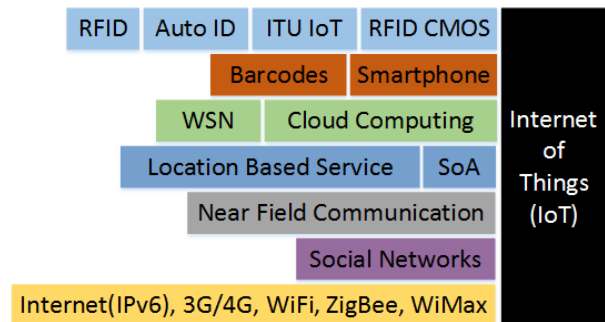 RFID Auto ID ITU IoT RFID CMOS
Barcodes Smartphone
WSN Cloud Computing
Location Based Service SoA
Near Field Communication
Social Networks
Internet(IPv6), 3G/4G, WiFi, ZigBee, WiMax
Internet
of
Things
(IoT)